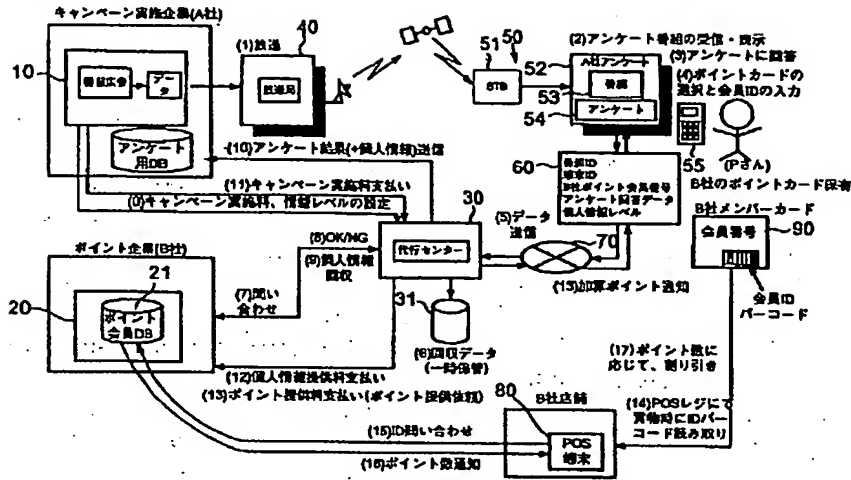 キャンペーン実施企業(A社)
10
番組広告
データ
アンケート
用DB
(1)放送
40
放送局
51
50
STB
(2)アンケート番組の受信・表示
52
A社アンケート
53
番組
54
アンケート
(3)アンケートに回答
(4)ポイントカードの
選択と会員IDの入力
55
(Pさん)
B社のポイントカード保有
60
番組ID
端末ID
B社ポイント会員番号
アンケート回答データ
個人情報レベル
(10)アンケート結果(+個人情報)送信
(11)キャンペーン実施料支払い
(0)キャンペーン実施料、情報レベルの設定
30
代行センター
(5)データ
送信
70
(13)加算ポイント通知
B社メンバーカード
90
会員番号
会員ID
バーコード
ポイント企業(B社)
20
21
ポイント
会員DB
(8)OK/NG
(9)個人情報
回収
(7)問い
合わせ
31
(6)回収データ
(一時保管)
(12)個人情報提供料支払い
(13)ポイント提供料支払い(ポイント提供依頼)
(17)ポイント数に
応じて、割り引き
(14)POSレジにて
買物時にIDバー
コード読み取り
B社店舗
80
POS
端末
(15)ID問い合わせ
(16)ポイント数通知